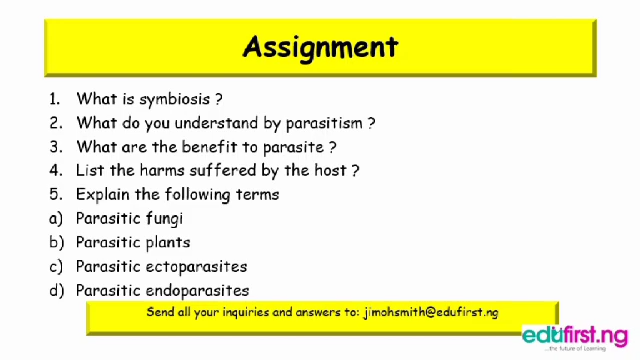 Assignment
1. What is symbiosis ?
2. What do you understand by parasitism ?
3. What are the benefit to parasite ?
4. List the harms suffered by the host ?
5. Explain the following terms
a) Parasitic fungi
b) Parasitic plants
c) Parasitic ectoparasites
d) Parasitic endoparasites
Send all your inquiries and answers to: jimohsmith@edufirst.ng
edufirst.ng
...the future of Learning